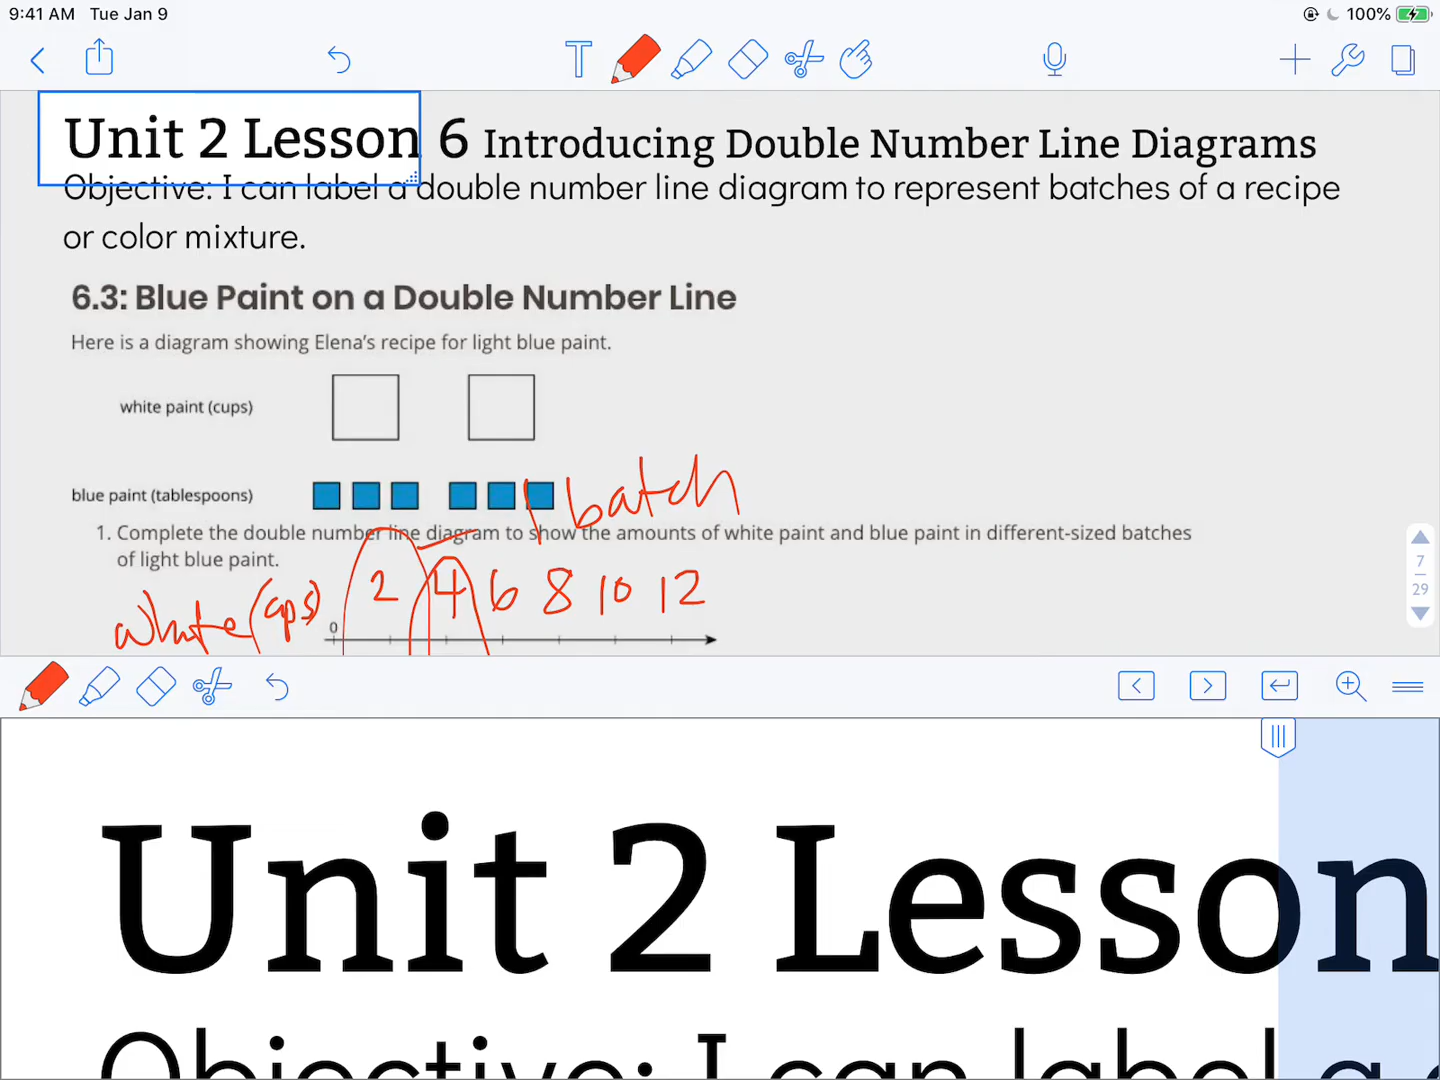 9:41 AM Tue Jan 9 100%
T
Unit 2 Lesson 6 Introducing Double Number Line Diagrams
Objective: I can label a double number line diagram to represent batches of a recipe
or color mixture.
6.3: Blue Paint on a Double Number Line
Here is a diagram showing Elena's recipe for light blue paint.
white paint (cups)
blue paint (tablespoons)
1 batch
1. Complete the double number line diagram to show the amounts of white paint and blue paint in different-sized batches
of light blue paint.
7
29
white (cps) 2 4 6 8 10 12
0
Unit 2 Lesson
Objective: I can label a